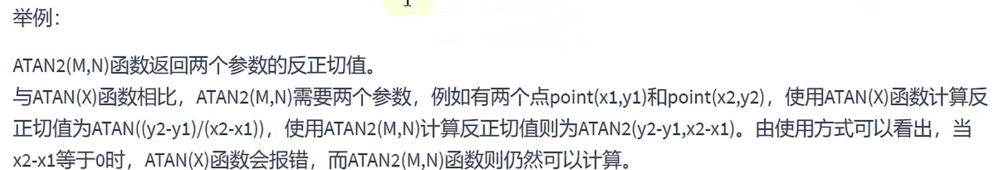 举例：
ATAN2(M,N)函数返回两个参数的反正切值。
与ATAN(X)函数相比，ATAN2(M,N)需要两个参数，例如有两个点point(x1,y1)和point(x2,y2)，使用ATAN(X)函数计算反
正切值为ATAN((y2-y1)/(x2-x1))，使用ATAN2(M,N)计算反正切值则为ATAN2(y2-y1,x2-x1)。由使用方式可以看出，当
x2-x1等于0时，ATAN(X)函数会报错，而ATAN2(M,N)函数则仍然可以计算。